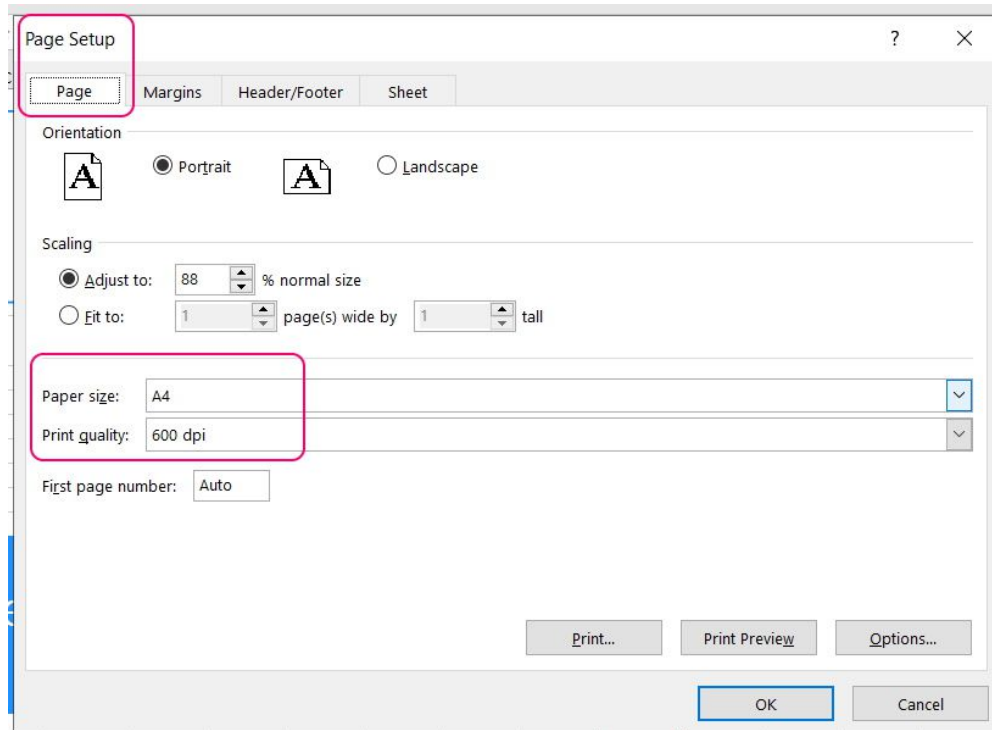 Page Setup
?
Page Margins Header/Footer Sheet
Orientation
A Portrait A Landscape
Scaling
Adjust to: 88 % normal size
Fit to: 1 page(s) wide by 1 tall
Paper size: A4
Print quality: 600 dpi
First page number: Auto
Print... Print Preview Options...
OK Cancel